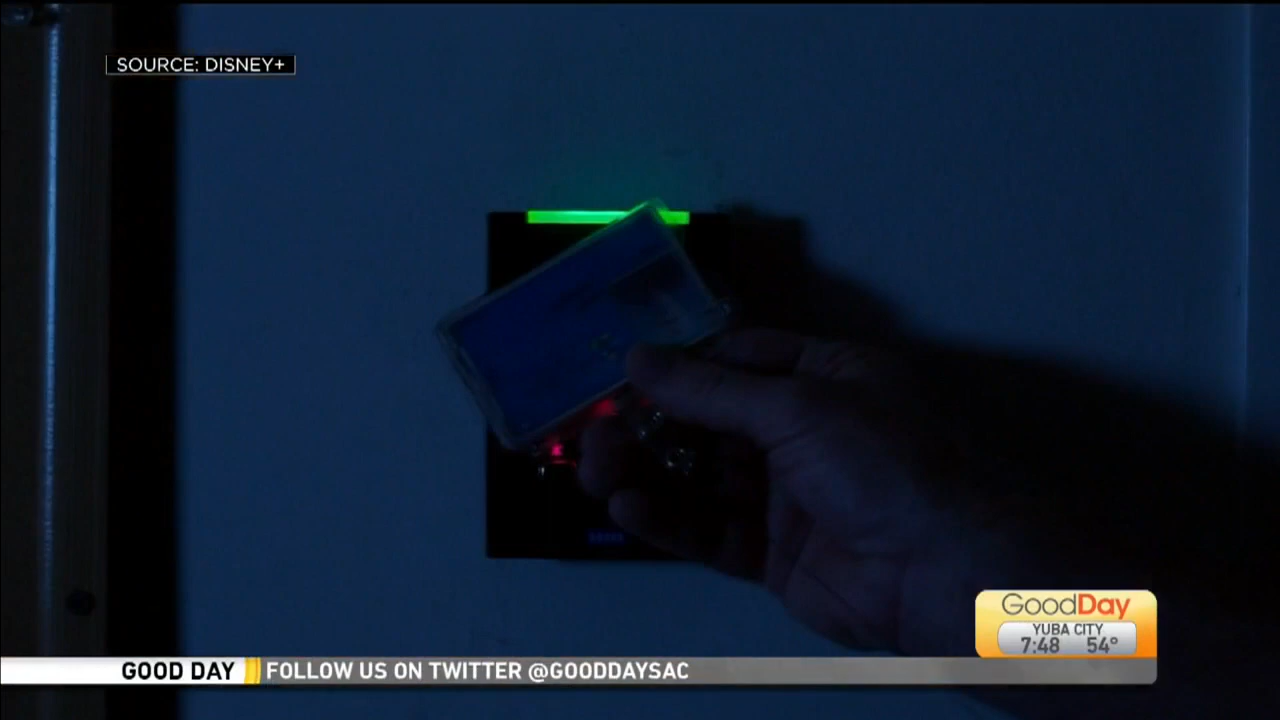 SOURCE: DISNEY+
GoodDay
YUBA CITY
7:48 54°
GOOD DAY FOLLOW US ON TWITTER @GOODDAYSAC